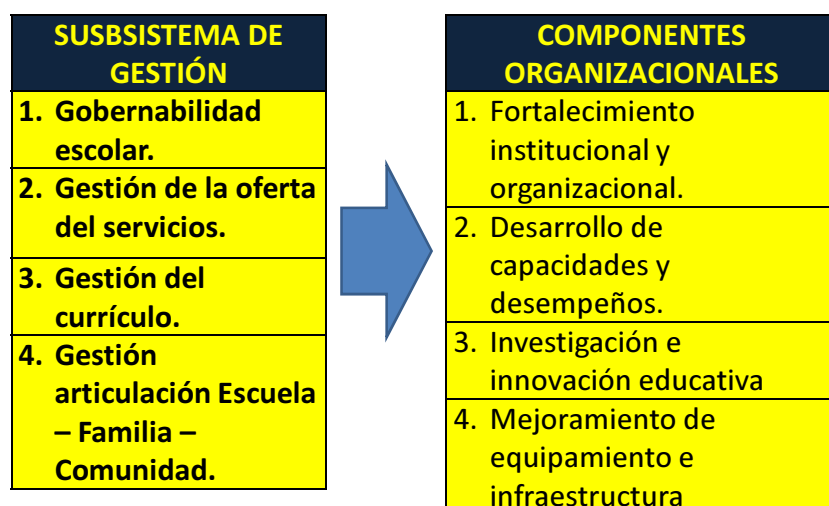 SUSBSISTEMA DE
GESTIÓN
1. Gobernabilidad
escolar.
2. Gestión de la oferta
del servicios.
3. Gestión del
currículo.
4. Gestión
articulación Escuela
– Familia –
Comunidad.
COMPONENTES
ORGANIZACIONALES
1. Fortalecimiento
institucional y
organizacional.
2. Desarrollo de
capacidades y
desempeños.
3. Investigación e
innovación educativa
4. Mejoramiento de
equipamiento e
infraestructura